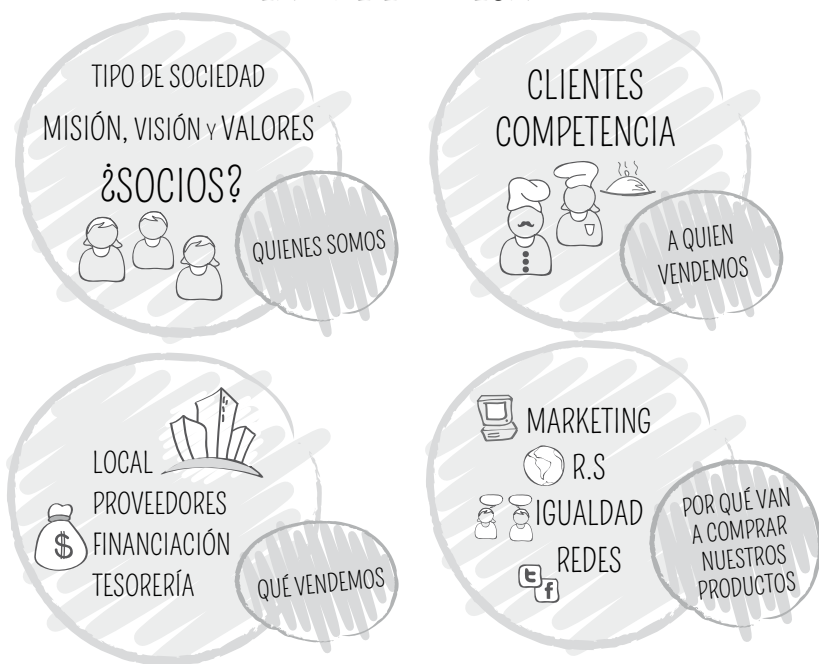 TIPO DE SOCIEDAD
MISIÓN, VISIÓN Y VALORES
¿SOCIOS?
QUIENES SOMOS
CLIENTES
COMPETENCIA
A QUIEN
VENDEMOS
LOCAL
PROVEEDORES
$ FINANCIACIÓN
TESORERÍA
QUÉ VENDEMOS
MARKETING
R.S
IGUALDAD
REDES
t
f
POR QUÉ VAN
A COMPRAR
NUESTROS
PRODUCTOS